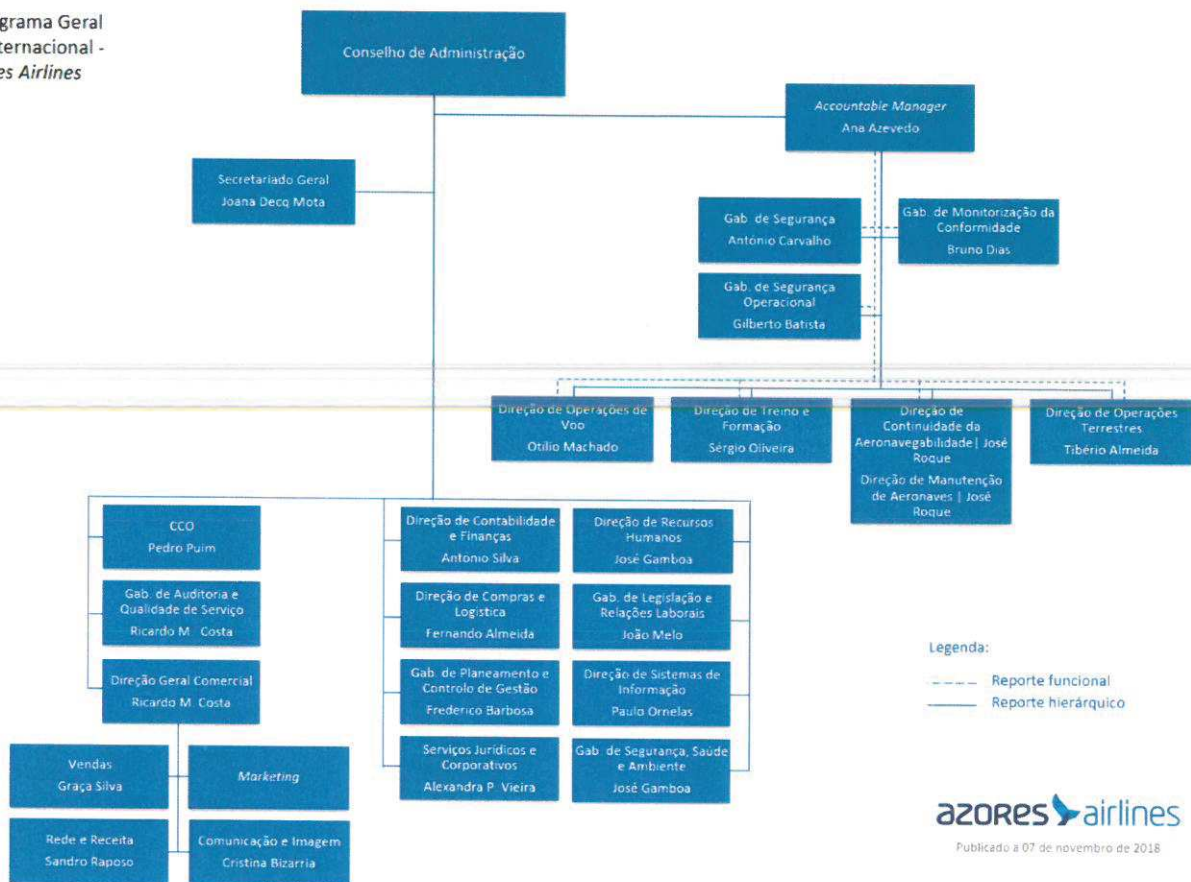 grama Geral
ternacional -
es Airlines
Conselho de Administração
Accountable Manager
Ana Azevedo
Secretariado Geral
Joana Decq Mota
Gab. de Segurança
António Carvalho
Gab. de Monitorização da
Conformidade
Bruno Dias
Gab. de Segurança
Operacional
Gilberto Batista
Direção de Operações de
Voo
Otílio Machado
Direção de Treino e
Formação
Sérgio Oliveira
Direção de
Continuidade da
Aeronavegabilidade| José
Roque
Direção de Manutenção
de Aeronaves | José
Roque
Direção de Operações
Terrestres
Tibério Almeida
CCO
Pedro Puim
Gab. de Auditoria e
Qualidade de Serviço
Ricardo M. Costa
Direção Geral Comercial
Ricardo M. Costa
Vendas
Graça Silva
Marketing
Rede e Receita
Sandro Raposo
Comunicação e Imagem
Cristina Bizarria
Direção de Contabilidade
e Finanças
Antonio Silva
Direção de Recursos
Humanos
José Gamboa
Direção de Compras e
Logística
Fernando Almeida
Gab. de Legislação e
Relações Laborais
João Melo
Gab. de Planeamento e
Controlo de Gestão
Frederico Barbosa
Direção de Sistemas de
Informação
Paulo Ornelas
Serviços Jurídicos e
Corporativos
Alexandra P. Vieira
Gab. de Segurança, Saúde
e Ambiente
José Gamboa
Legenda:
Reporte funcional
Reporte hierárquico
azores airlines
Publicado a 07 de novembro de 2018